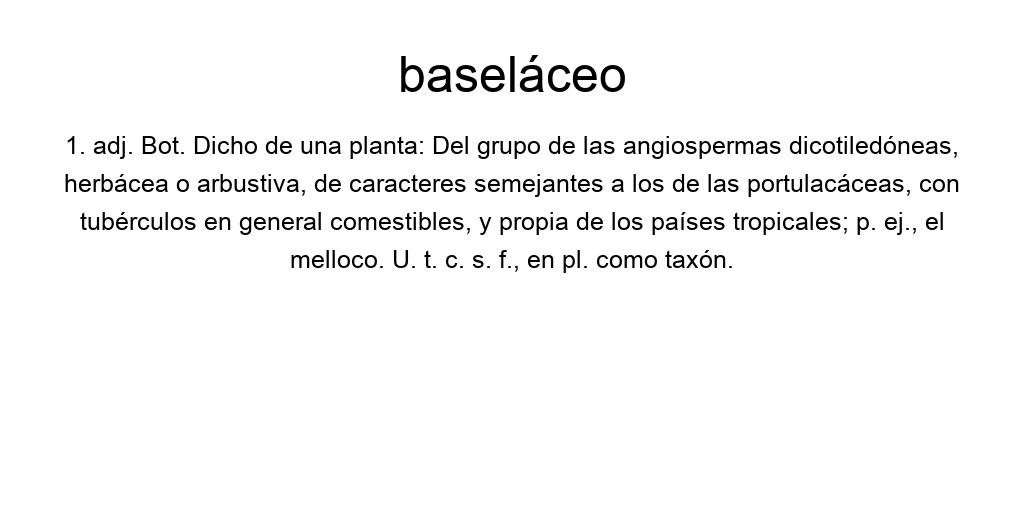 baseláceo
1. adj. Bot. Dicho de una planta: Del grupo de las angiospermas dicotiledóneas,
herbácea o arbustiva, de caracteres semejantes a los de las portulacáceas, con
tubérculos en general comestibles, y propia de los países tropicales; p. ej., el
melloco. U. t. c. s. f., en pl. como taxón.